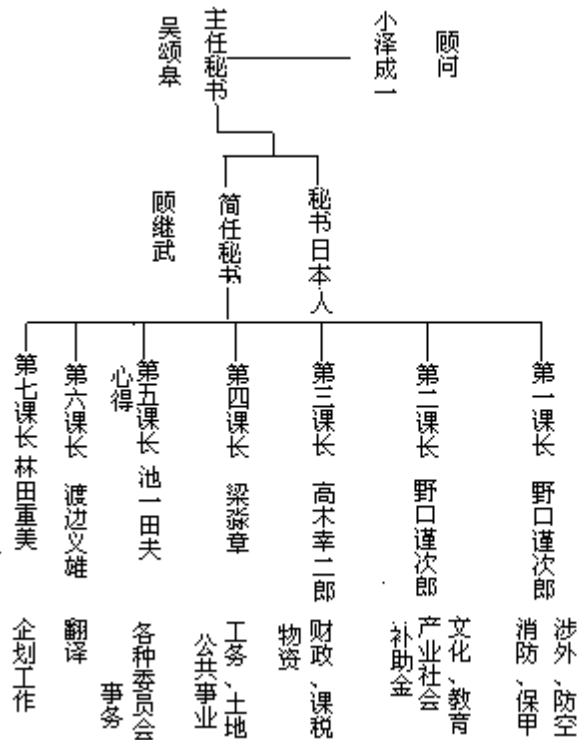 顾问
小泽成一
主任秘书
吴颂皋
秘书 日本人
简任秘书
顾继武
第一课长 野口谨次郎
涉外、防空
消防、保甲
第二课长 野口谨次郎
文化、教育
产业社会
补助金
第三课长 高木幸二郎
财政、课税
物资
第四课长 梁淼章
工务、土地
公共事业
第五课长 池一田夫
心得
各种委员会
事务
第六课长 渡边义雄
翻译
第七课长 林田重美
企划工作